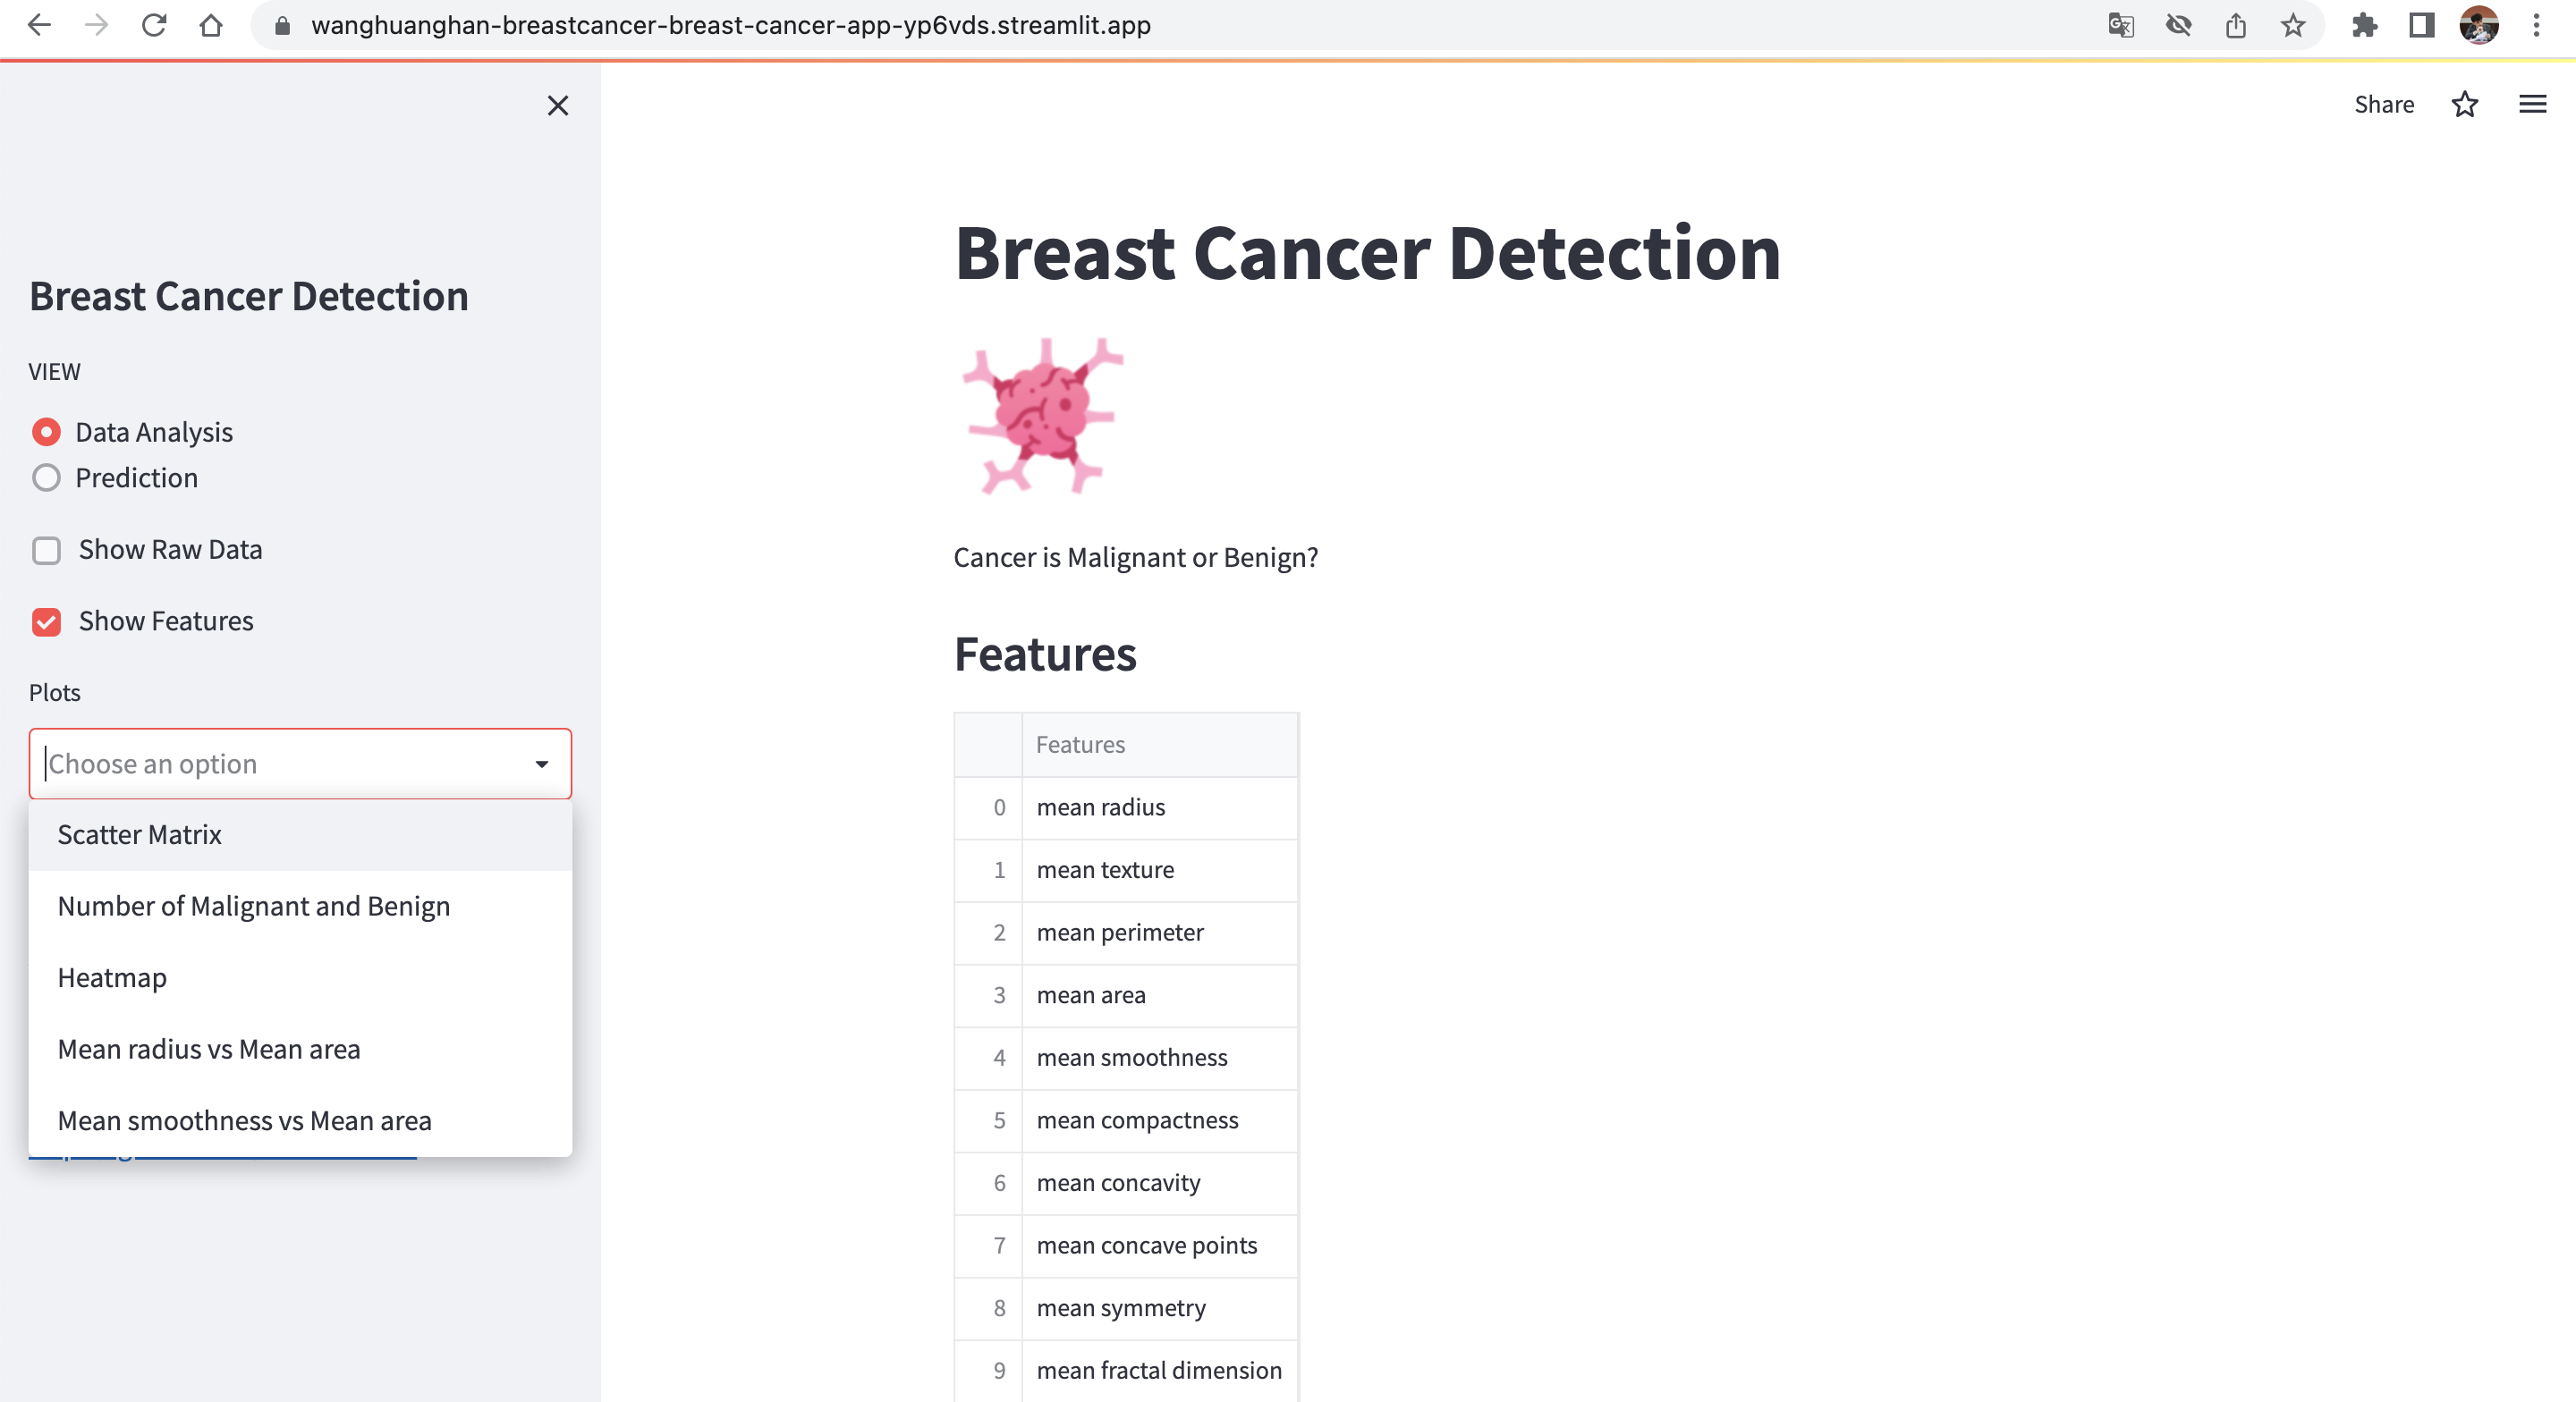 wanghuanghan-breastcancer-breast-cancer-app-yp6vds.streamlit.app
Share
Breast Cancer Detection
VIEW
Data Analysis
Prediction
Show Raw Data
Show Features
Plots
Choose an option
Scatter Matrix
Number of Malignant and Benign
Heatmap
Mean radius vs Mean area
Mean smoothness vs Mean area
Breast Cancer Detection
Cancer is Malignant or Benign?
Features
Features
0 mean radius
1 mean texture
2 mean perimeter
3 mean area
4 mean smoothness
5 mean compactness
6 mean concavity
7 mean concave points
8 mean symmetry
9 mean fractal dimension